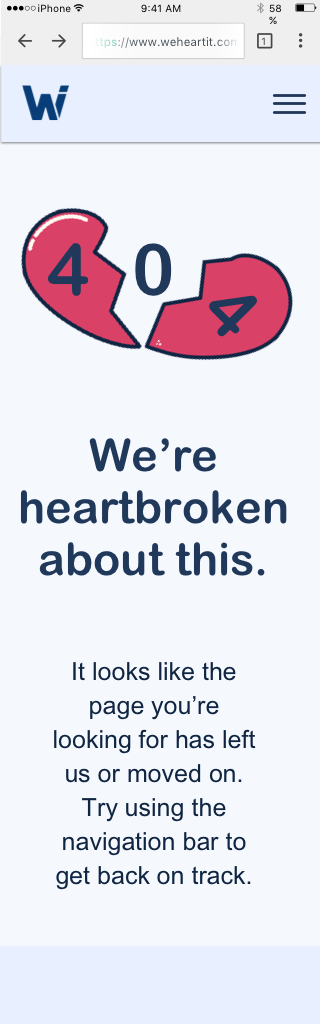 iPhone 9:41 AM 58 %
tps://www.weheartit.con 1
Wi
4 0 4
We’re
heartbroken
about this.
It looks like the
page you’re
looking for has left
us or moved on.
Try using the
navigation bar to
get back on track.